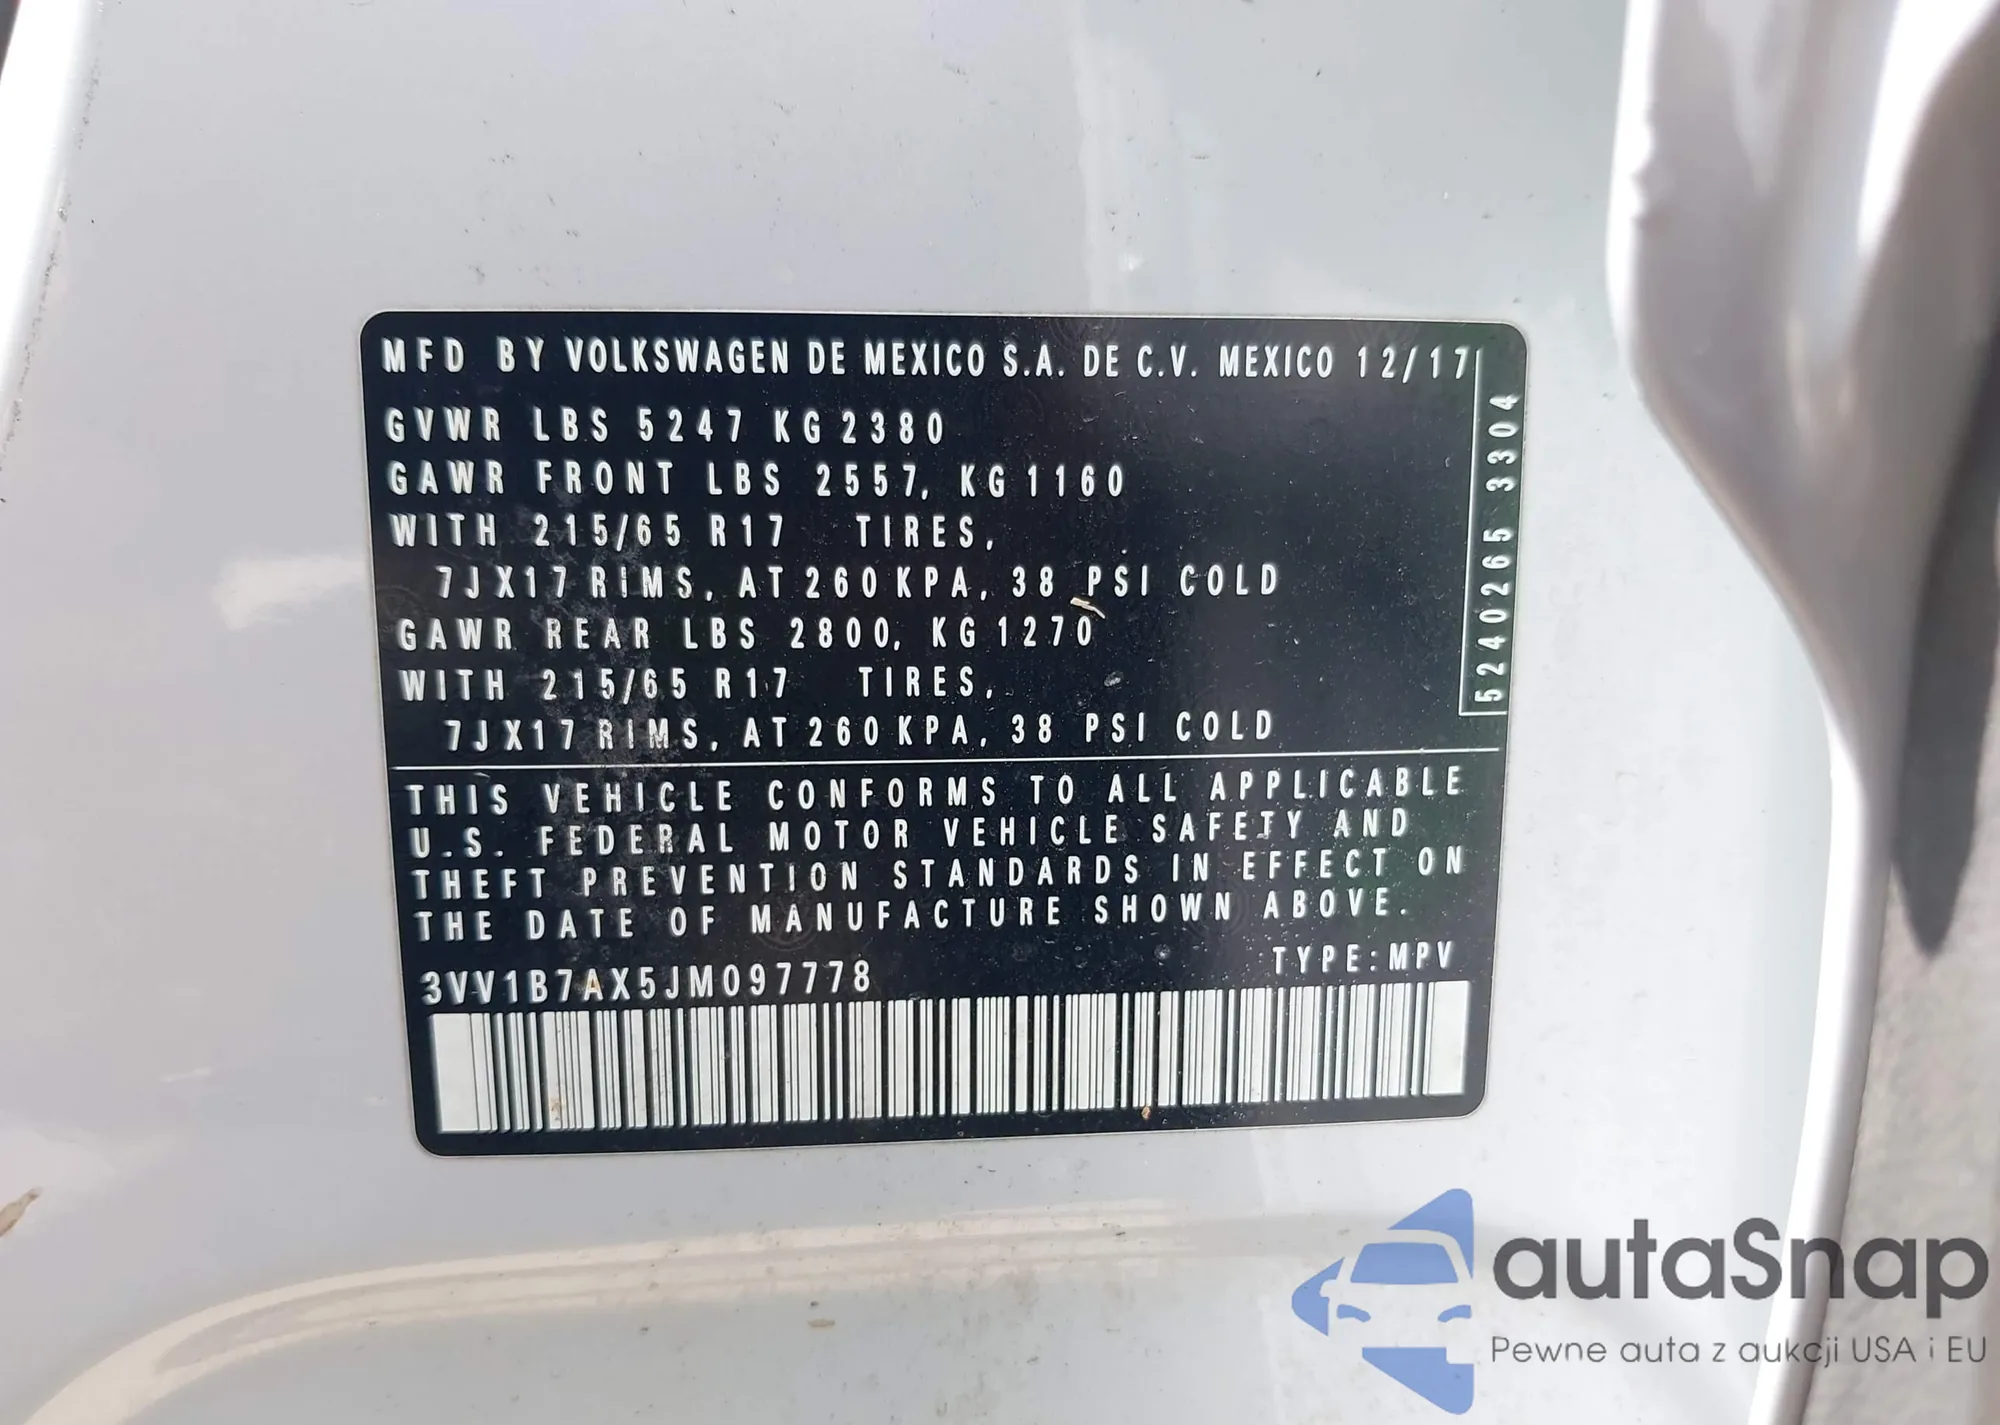 MFD BY VOLKSWAGEN DE MEXICO S.A. DE C.V. MEXICO 12/17
GVWR LBS 5247 KG 2380
GAWR FRONT LBS 2557, KG 1160
WITH 215/65 R17 TIRES,
7JX17 RIMS, AT 260 KPA, 38 PSI COLD
GAWR REAR LBS 2800, KG 1270
WITH 215/65 R17 TIRES,
7JX17 RIMS, AT 260 KPA, 38 PSI COLD
5240265 3304
THIS VEHICLE CONFORMS TO ALL APPLICABLE
U.S. FEDERAL MOTOR VEHICLE SAFETY AND
THEFT PREVENTION STANDARDS IN EFFECT ON
THE DATE OF MANUFACTURE SHOWN ABOVE.
3VV1B7AX5JM097778 TYPE:MPV
autaSnap
Pewne auta z aukcji USA i EU